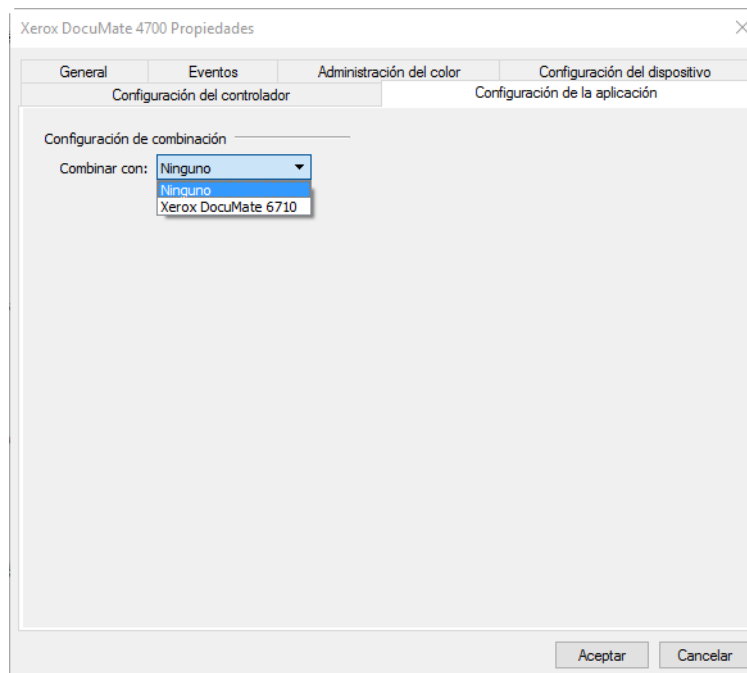 Xerox DocuMate 4700 Propiedades
General Eventos Administración del color Configuración del dispositivo
Configuración del controlador Configuración de la aplicación
Configuración de combinación
Combinar con: Ninguno
Ninguno
Xerox DocuMate 6710
Aceptar Cancelar